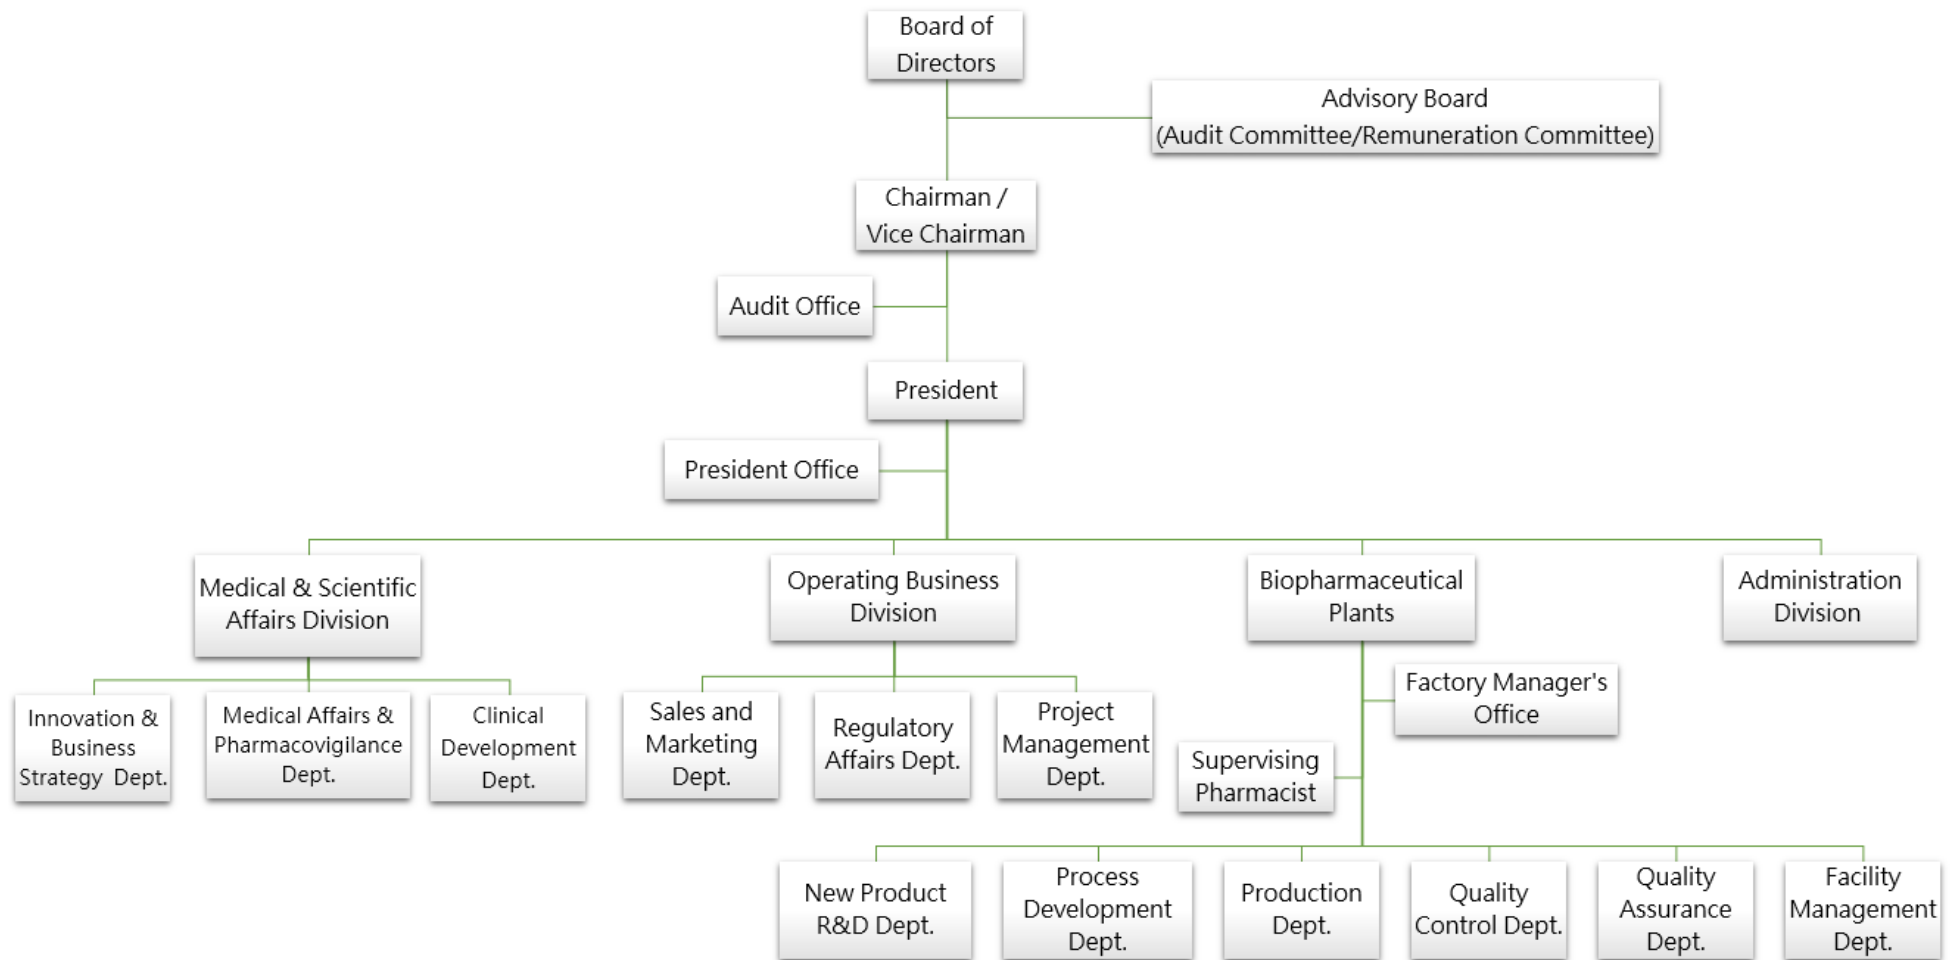 Board of
Directors
Advisory Board
(Audit Committee/Remuneration Committee)
Chairman /
Vice Chairman
Audit Office
President
President Office
Medical & Scientific
Affairs Division
Operating Business
Division
Biopharmaceutical
Plants
Administration
Division
Innovation &
Business
Strategy Dept.
Medical Affairs &
Pharmacovigilance
Dept.
Clinical
Development
Dept.
Sales and
Marketing
Dept.
Regulatory
Affairs Dept.
Project
Management
Dept.
Factory Manager's
Office
Supervising
Pharmacist
New Product
R&D Dept.
Process
Development
Dept.
Production
Dept.
Quality
Control Dept.
Quality
Assurance
Dept.
Facility
Management
Dept.